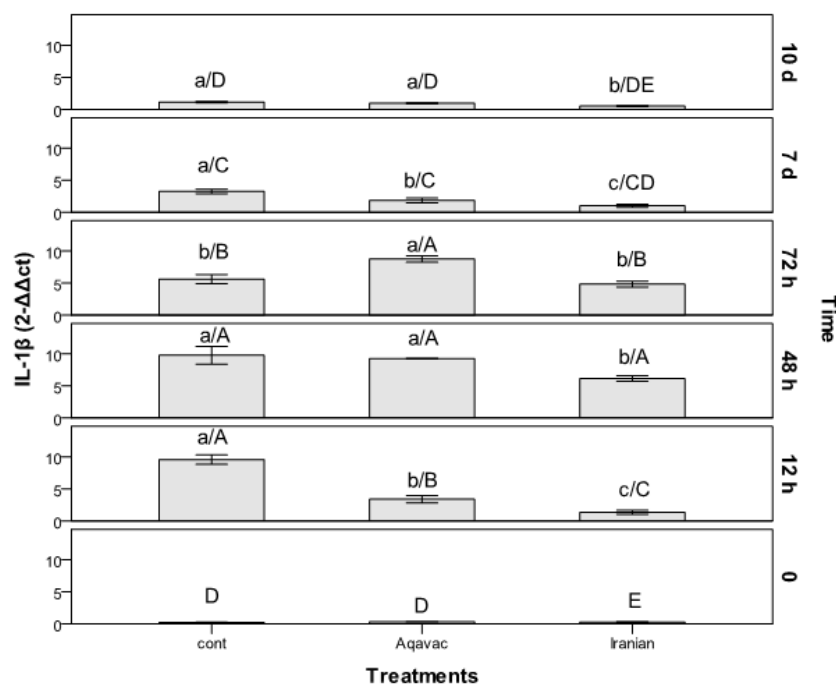 10
5
0
a/D
a/D
b/DE
10 d
10
5
0
a/C
b/C
c/CD
7 d
10
5
0
b/B
a/A
b/B
72 h
10
5
0
a/A
a/A
b/A
48 h
10
5
0
a/A
b/B
c/C
12 h
10
5
0
D
D
E
0
IL-1β (2-ΔΔct)
Time
cont
Aqavac
Iranian
Treatments